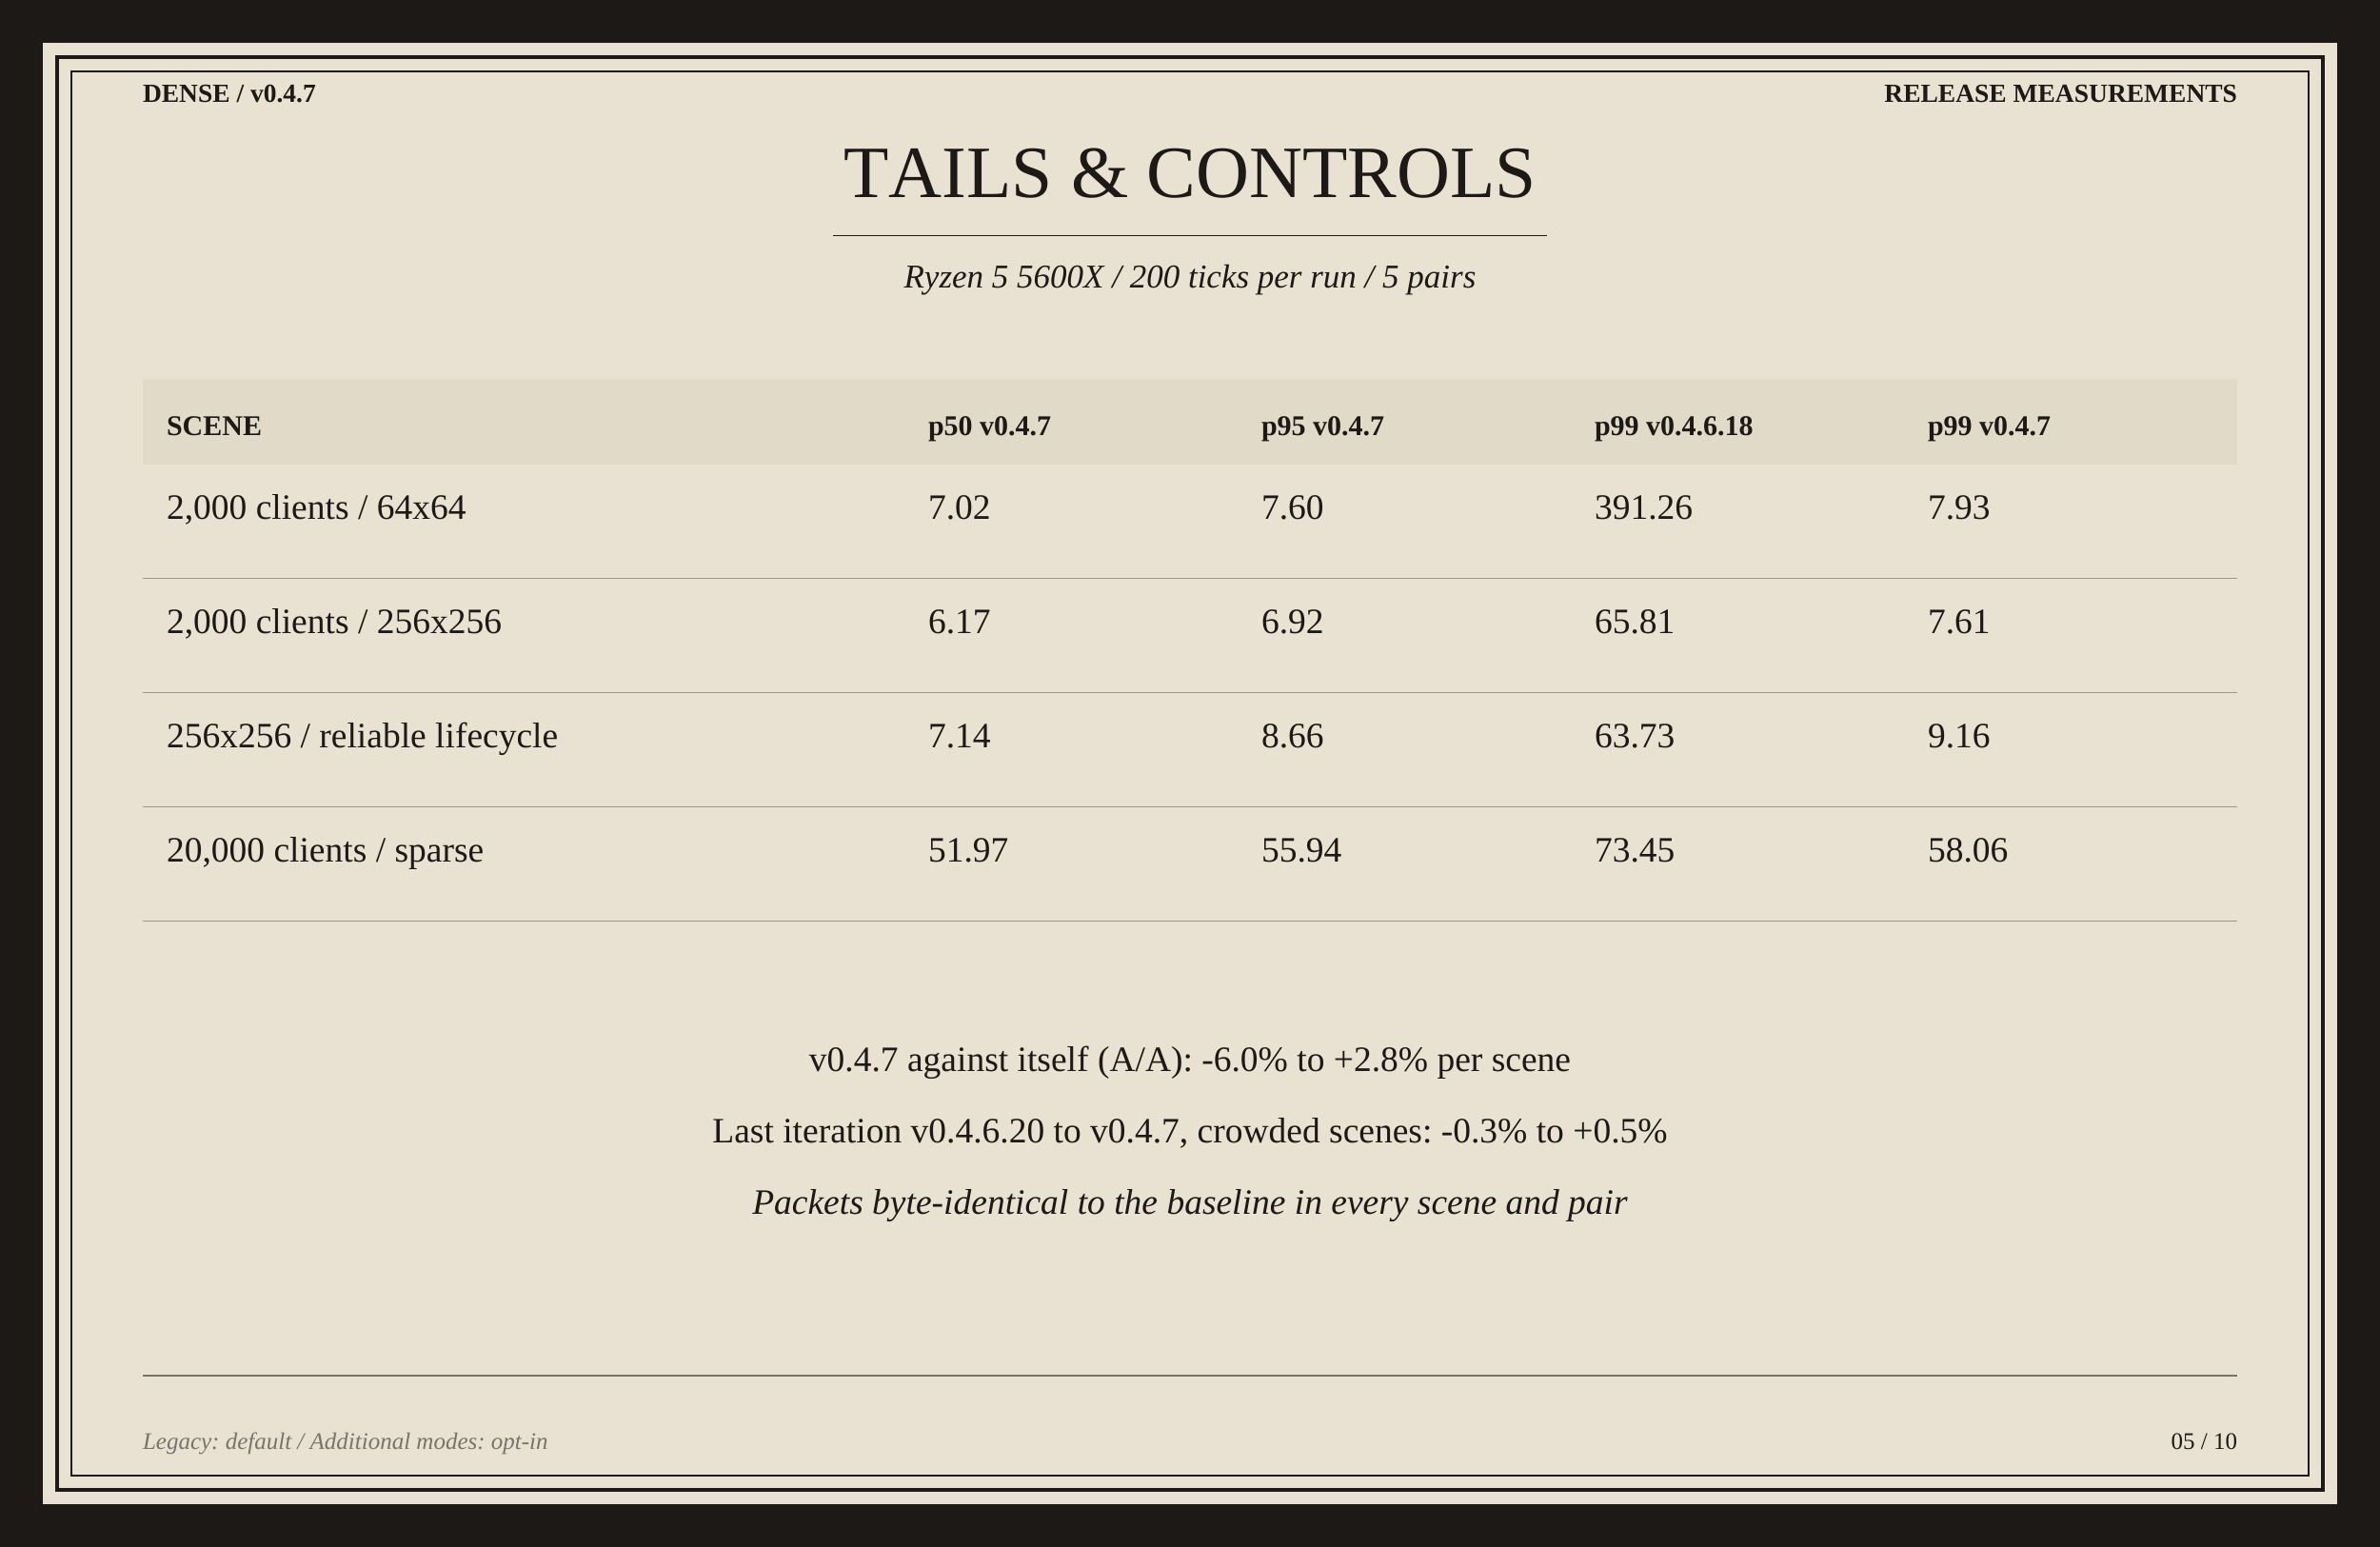 DENSE / v0.4.7
RELEASE MEASUREMENTS
TAILS & CONTROLS
Ryzen 5 5600X / 200 ticks per run / 5 pairs
SCENE p50 v0.4.7 p95 v0.4.7 p99 v0.4.6.18 p99 v0.4.7
2,000 clients / 64x64 7.02 7.60 391.26 7.93
2,000 clients / 256x256 6.17 6.92 65.81 7.61
256x256 / reliable lifecycle 7.14 8.66 63.73 9.16
20,000 clients / sparse 51.97 55.94 73.45 58.06
v0.4.7 against itself (A/A): -6.0% to +2.8% per scene
Last iteration v0.4.6.20 to v0.4.7, crowded scenes: -0.3% to +0.5%
Packets byte-identical to the baseline in every scene and pair
Legacy: default / Additional modes: opt-in
05 / 10